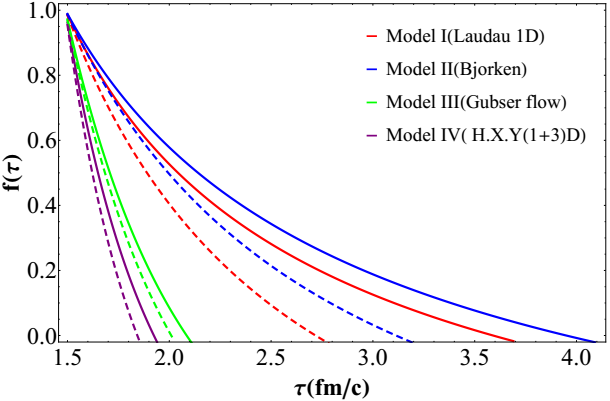 1.0
0.8
0.6
0.4
0.2
0.0
f(τ)
1.5 2.0 2.5 3.0 3.5 4.0
τ(fm/c)
Model I(Laudau 1D)
Model II(Bjorken)
Model III(Gubser flow)
Model IV( H.X.Y(1+3)D)